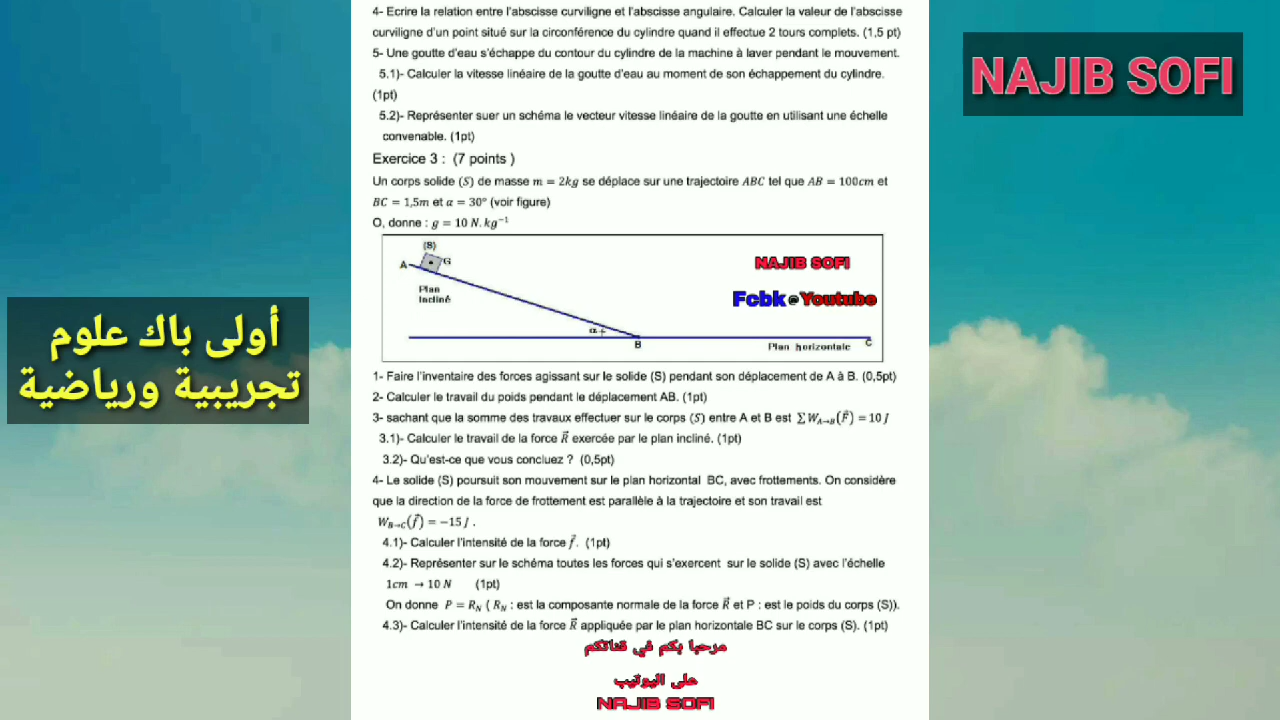 4- Ecrire la relation entre l'abscisse curviligne et l'abscisse angulaire. Calculer la valeur de l'abscisse
curviligne d'un point situé sur la circonférence du cylindre quand il effectue 2 tours complets. (1,5 pt)
5- Une goutte d'eau s'échappe du contour du cylindre de la machine à laver pendant le mouvement.
5.1)- Calculer la vitesse linéaire de la goutte d'eau au moment de son échappement du cylindre.
(1pt)
5.2)- Représenter suer un schéma le vecteur vitesse linéaire de la goutte en utilisant une échelle
convenable. (1pt)
Exercice 3 : (7 points )
Un corps solide (S) de masse m = 2kg se déplace sur une trajectoire ABC tel que AB = 100cm et
BC = 1,5m et α = 30° (voir figure)
O, donne : g = 10 N.kg⁻¹
(S)
A
G
Plan
incliné
α
B
Plan horizontale
C
NAJIB SOFI
Fcbk@Youtube
1- Faire l'inventaire des forces agissant sur le solide (S) pendant son déplacement de A à B. (0,5pt)
2- Calculer le travail du poids pendant le déplacement AB. (1pt)
3- sachant que la somme des travaux effectuer sur le corps (S) entre A et B est ∑W_{A→B}(F⃗) = 10 J
3.1)- Calculer le travail de la force R⃗ exercée par le plan incliné. (1pt)
3.2)- Qu'est-ce que vous concluez ? (0,5pt)
4- Le solide (S) poursuit son mouvement sur le plan horizontal BC, avec frottements. On considère
que la direction de la force de frottement est parallèle à la trajectoire et son travail est
W_{B→C}(f⃗) = −15 J .
4.1)- Calculer l'intensité de la force f⃗. (1pt)
4.2)- Représenter sur le schéma toutes les forces qui s'exercent sur le solide (S) avec l'échelle
1cm → 10 N (1pt)
On donne P = R_N ( R_N : est la composante normale de la force R⃗ et P : est le poids du corps (S)).
4.3)- Calculer l'intensité de la force R⃗ appliquée par le plan horizontale BC sur le corps (S). (1pt)
مرحبا بكم في قناتكم
على اليوتيب
NAJIB SOFI
NAJIB SOFI
أولى باك علوم
تجريبية ورياضية